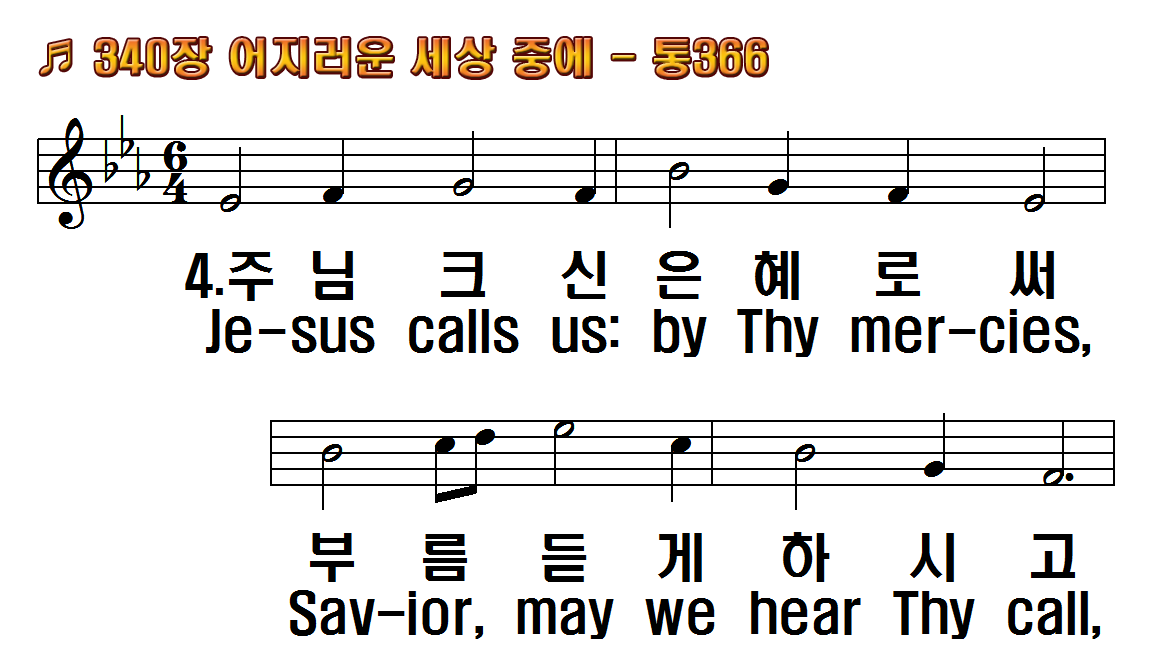 ♬ 340장 어지러운 세상 중에 - 통366
6
4
4.주 님 크 신 은 혜 로 써
Je-sus calls us: by Thy mer-cies,
부 름 듣 게 하 시 고
Sav-ior, may we hear Thy call,